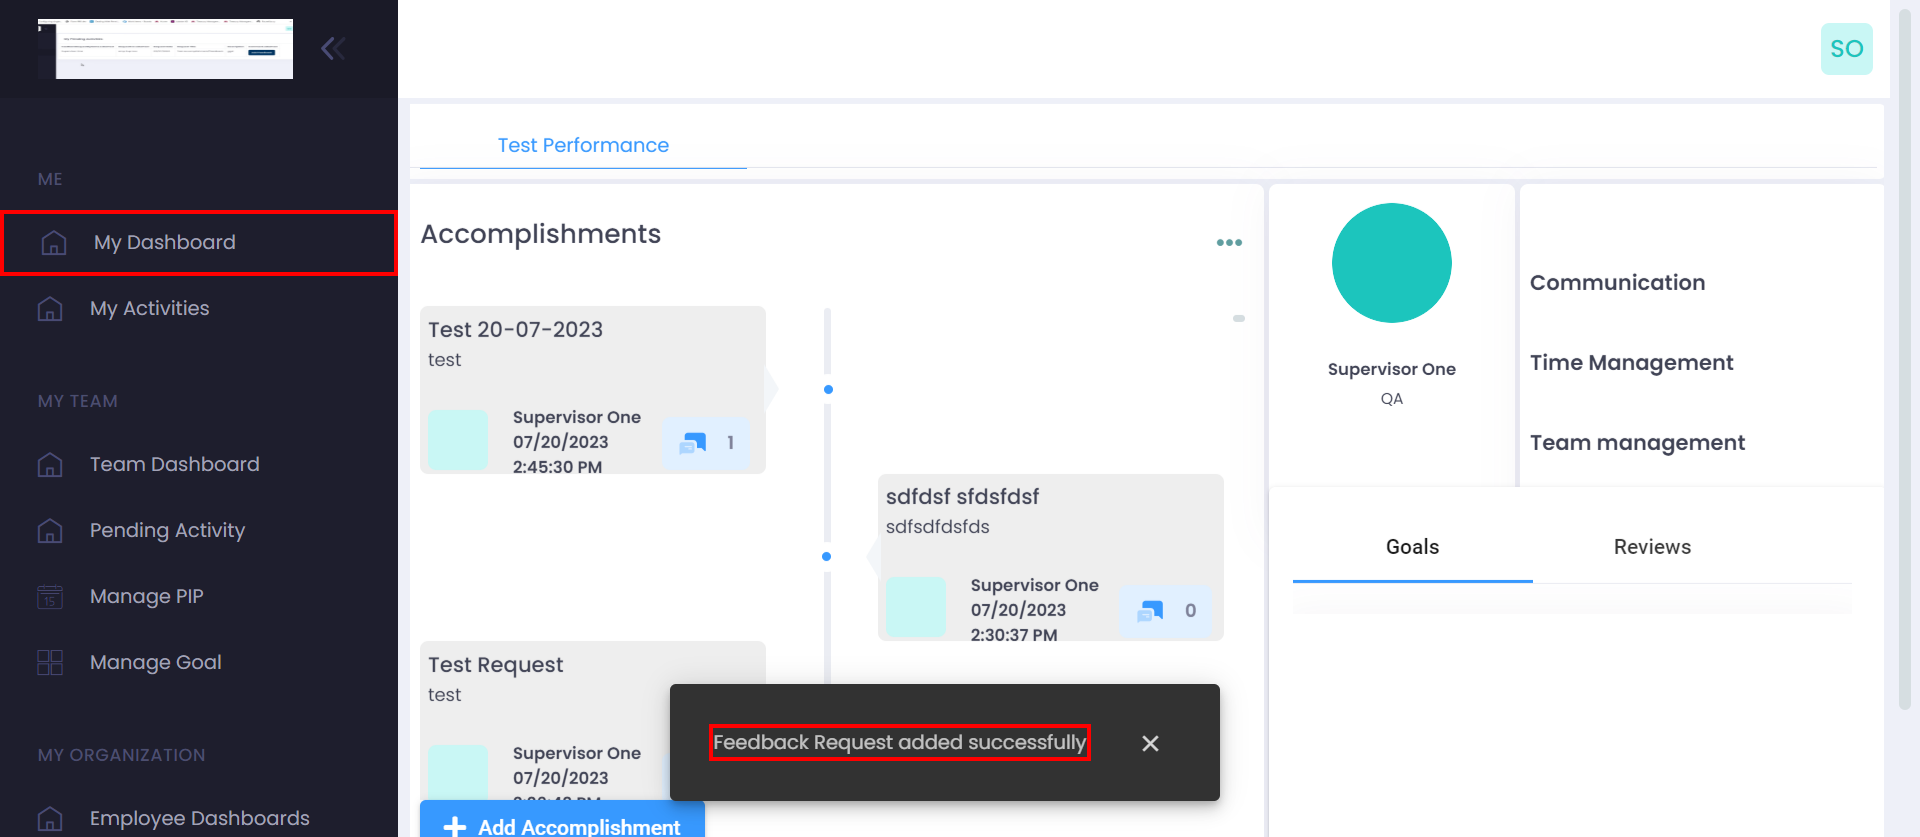 SO
ME
My Dashboard
My Activities
MY TEAM
Team Dashboard
Pending Activity
15
Manage PIP
Manage Goal
MY ORGANIZATION
Employee Dashboards
Test Performance
Accomplishments
Test 20-07-2023
test
Supervisor One
07/20/2023
2:45:30 PM
1
sdfdsf sfdsfdsf
sdfsdfdsfds
Supervisor One
07/20/2023
2:30:37 PM
0
Test Request
test
Supervisor One
07/20/2023
Add Accomplishment
Feedback Request added successfully
Supervisor One
QA
Communication
Time Management
Team management
Goals
Reviews